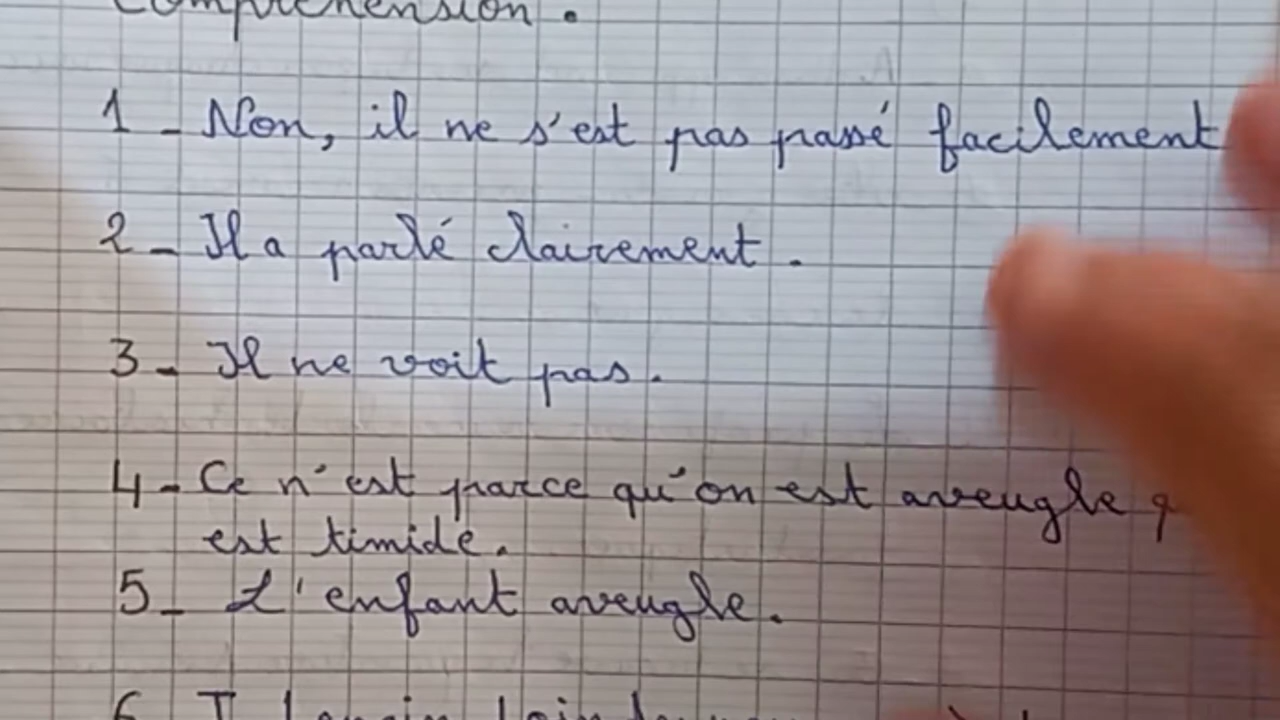 Compréhension.
1 - Non, il ne s'est pas passé facilement
2 - Il a parlé clairement.
3 - Il ne voit pas.
4 - Ce n'est parce qu'on est aveugle q
est timide.
5 - L'enfant aveugle.
6